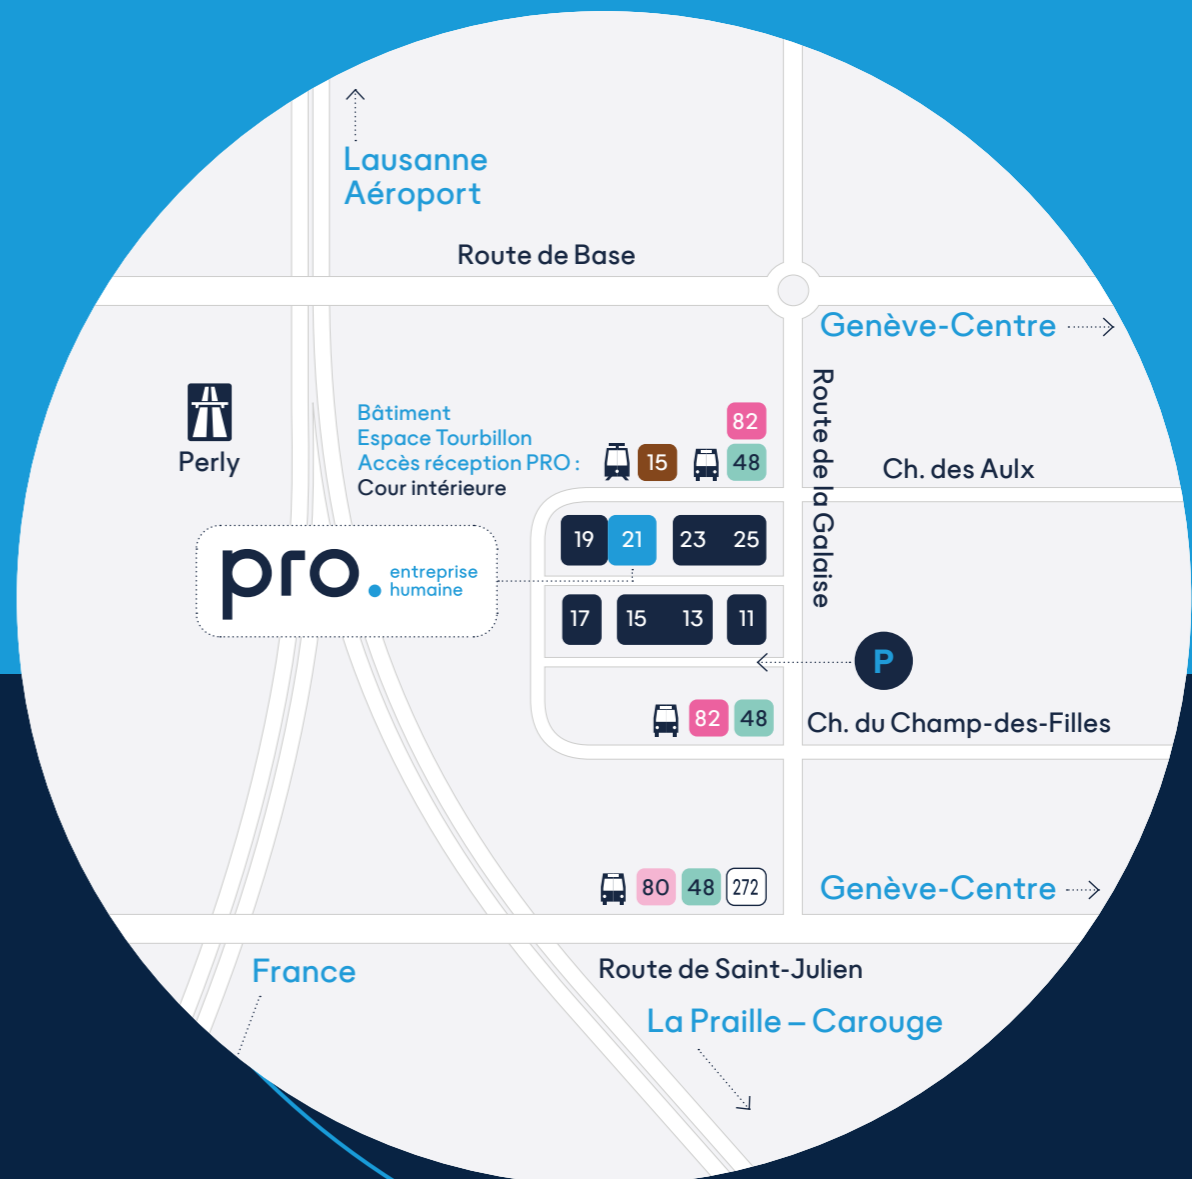 Lausanne
Aéroport
Route de Base
Genève-Centre
Route de la Galaise
Perly
Bâtiment
Espace Tourbillon
Accès réception PRO :
Cour intérieure
82
15
48
Ch. des Aulx
19
21
23
25
pro.
entreprise
humaine
17
15
13
11
P
82
48
Ch. du Champ-des-Filles
80
48
272
Genève-Centre
France
Route de Saint-Julien
La Praille – Carouge